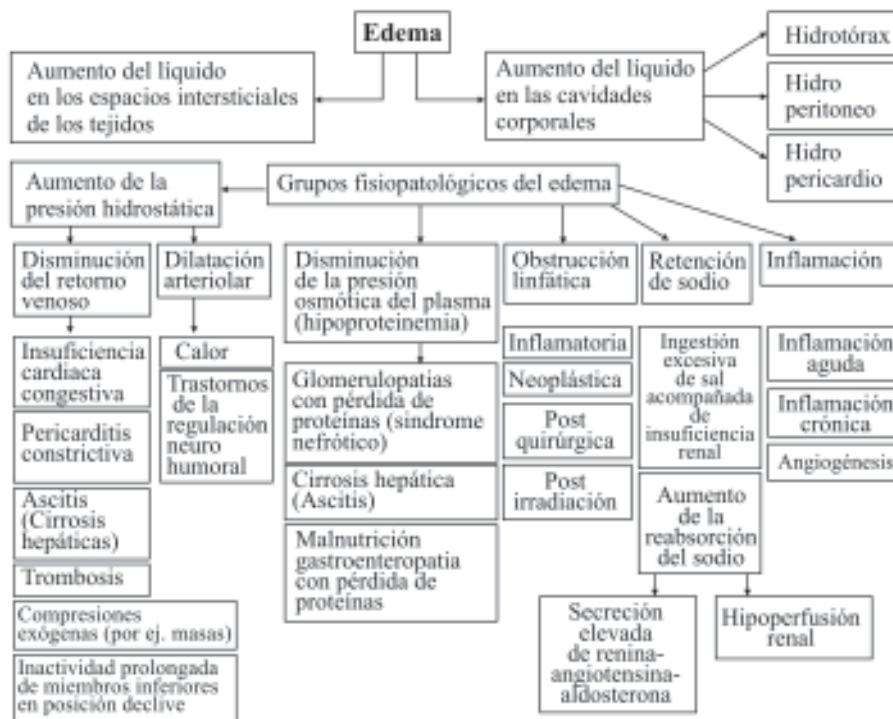 Edema
Aumento del líquido
en los espacios intersticiales
de los tejidos
Aumento del líquido
en las cavidades
corporales
Hidrotórax
Hidro
peritoneo
Hidro
pericardio
Grupos fisiopatológicos del edema
Aumento de la
presión hidrostática
Disminución
del retorno
venoso
Insuficiencia
cardiaca
congestiva
Pericarditis
constrictiva
Ascitis
(Cirrosis
hepáticas)
Trombosis
Compresiones
exógenas (por ej. masas)
Inactividad prolongada
de miembros inferiores
en posición declive
Dilatación
arteriolar
Calor
Trastornos
de la
regulación
neuro
humoral
Disminución
de la presión
osmótica del plasma
(hipoproteinemia)
Glomerulopatias
con pérdida de
proteínas (sindrome
nefrótico)
Cirrosis hepática
(Ascitis)
Malnutrición
gastroenteropatia
con pérdida de
proteínas
Obstrucción
linfática
Inflamatoria
Neoplástica
Post
quirúrgica
Post
irradiación
Retención
de sodio
Ingestión
excesiva
de sal
acompañada
de
insuficiencia
renal
Aumento
de la
reabsorción
del sodio
Secreción
elevada
de renina-
angiotensina-
aldosterona
Hipoperfusión
renal
Inflamación
Inflamación
aguda
Inflamación
crónica
Angiogénesis